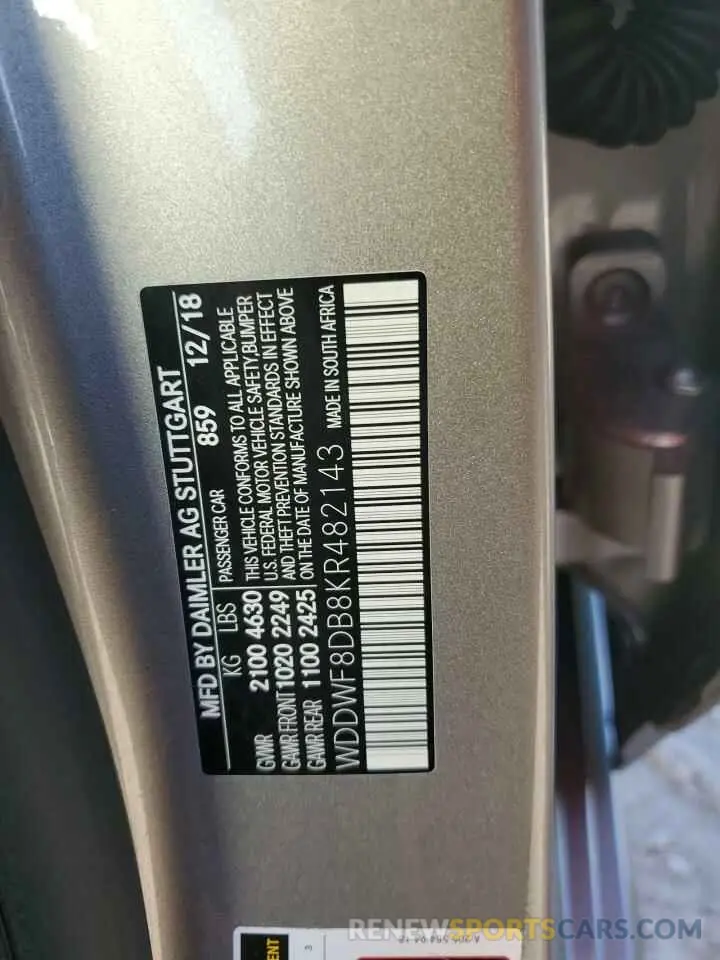 MFD BY DAIMLER AG STUTTGART
859 12/18
KG LBS PASSENGER CAR
GVWR 2100 4630
GAWR FRONT 1020 2249
GAWR REAR 1100 2425
THIS VEHICLE CONFORMS TO ALL APPLICABLE
U.S. FEDERAL MOTOR VEHICLE SAFETY,BUMPER
AND THEFT PREVENTION STANDARDS IN EFFECT
ON THE DATE OF MANUFACTURE SHOWN ABOVE
WDDWF8DB8KR482143 MADE IN SOUTH AFRICA
3
RENEWSPORTSCARS.COM